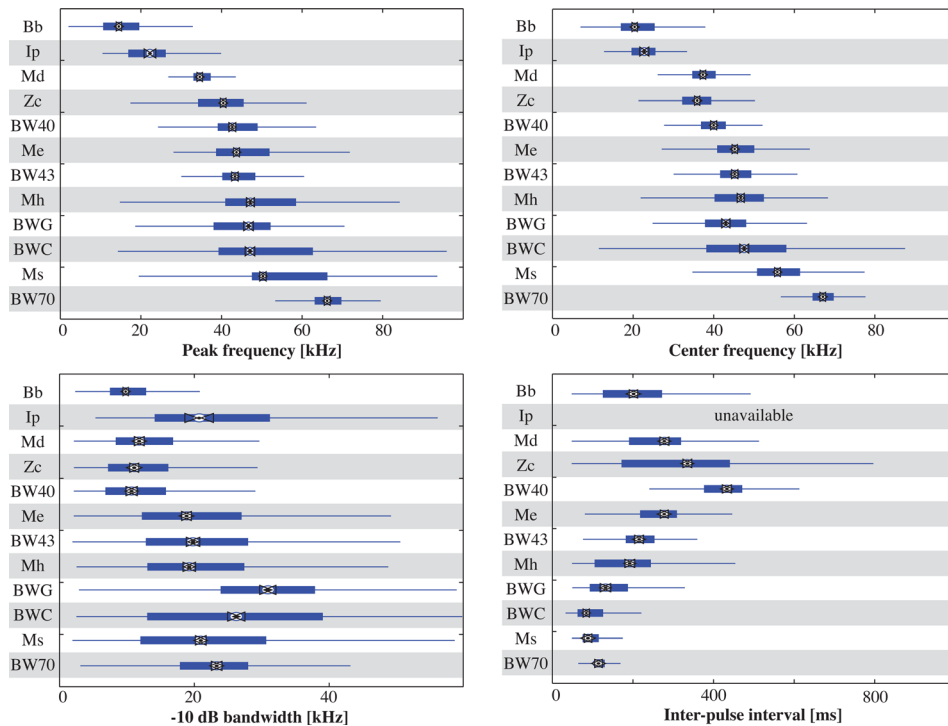 Bb
Ip
Md
Zc
BW40
Me
BW43
Mh
BWG
BWC
Ms
BW70
0 20 40 60 80
Peak frequency [kHz]
Bb
Ip
Md
Zc
BW40
Me
BW43
Mh
BWG
BWC
Ms
BW70
0 20 40 60 80
Center frequency [kHz]
Bb
Ip
Md
Zc
BW40
Me
BW43
Mh
BWG
BWC
Ms
BW70
0 20 40
-10 dB bandwidth [kHz]
Bb
Ip unavailable
Md
Zc
BW40
Me
BW43
Mh
BWG
BWC
Ms
BW70
0 400 800
Inter-pulse interval [ms]